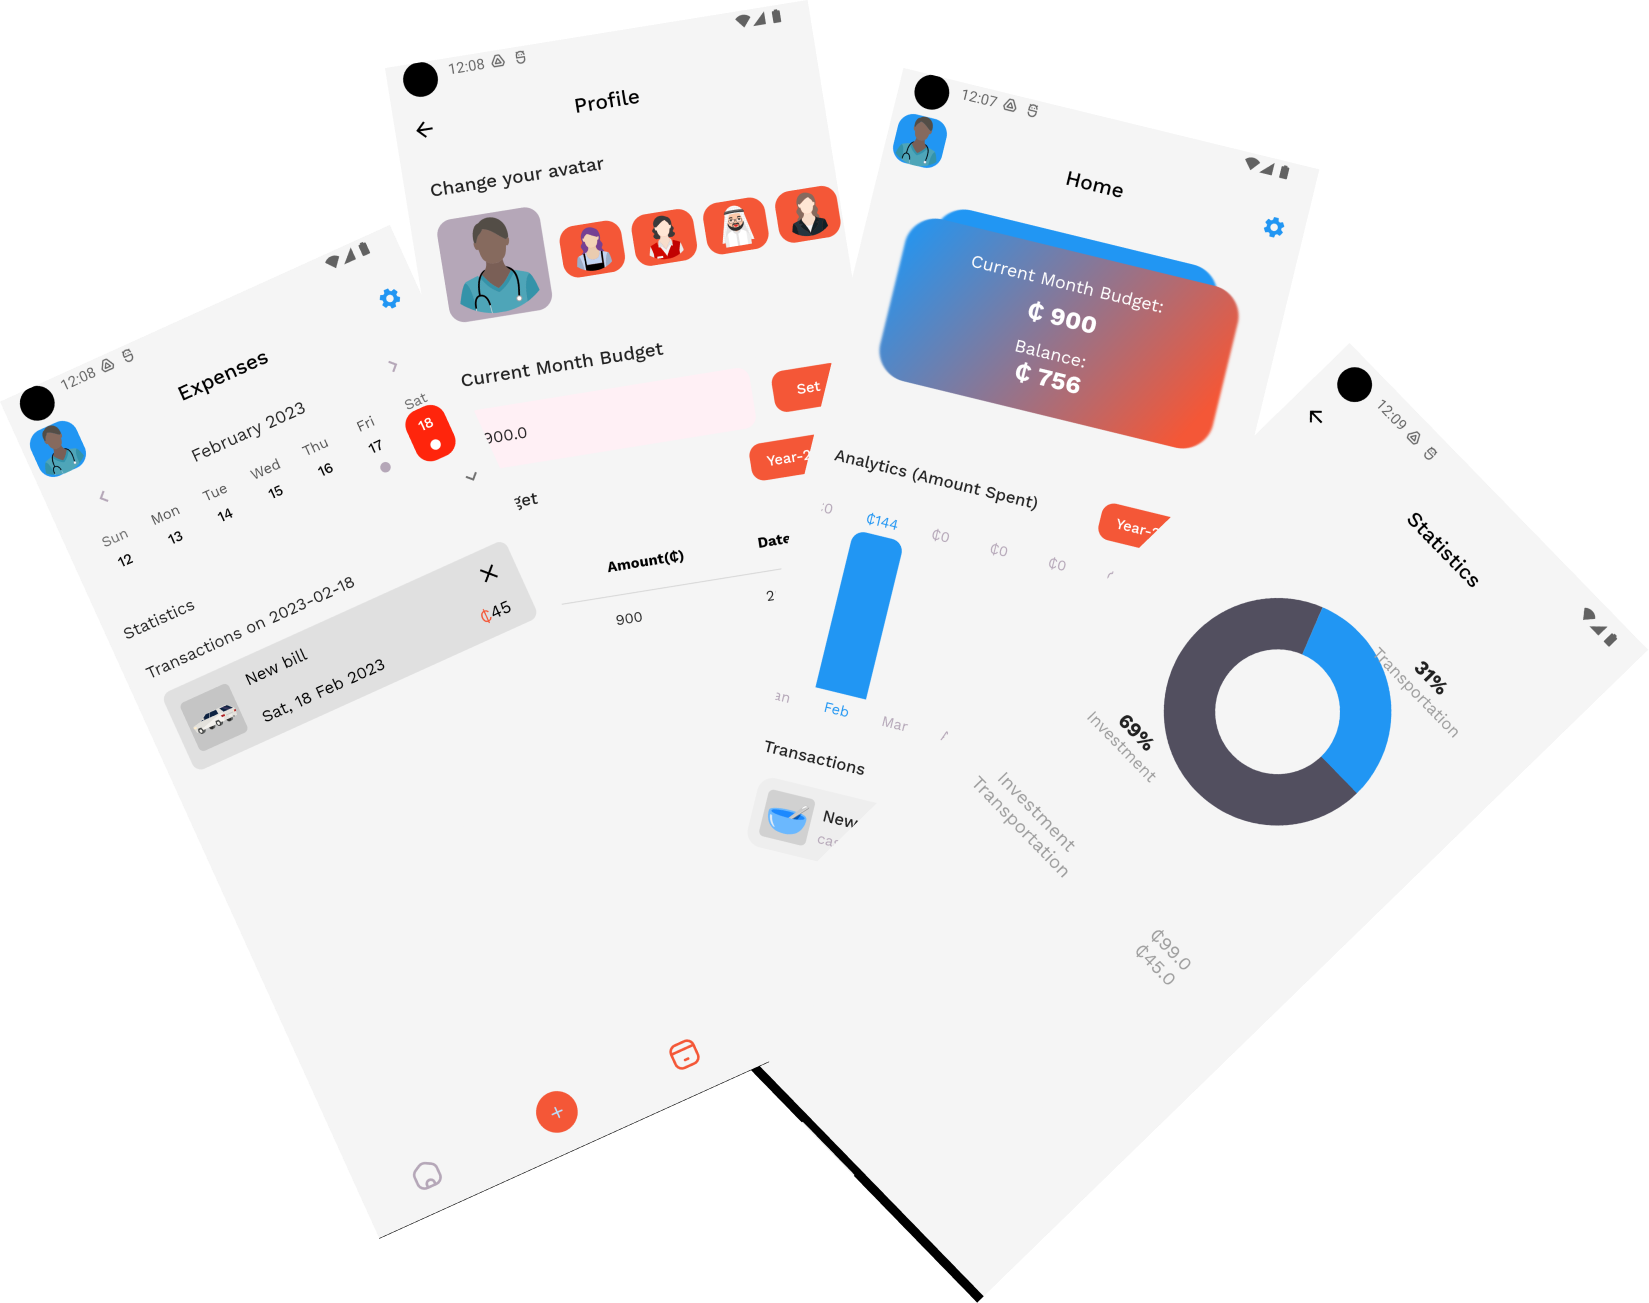 12:08
Expenses
February 2023
Sun Mon Tue Wed Thu Fri Sat
12 13 14 15 16 17 18
Statistics
Transactions on 2023-02-18
New bill
₵45
Sat, 18 Feb 2023
12:08
Profile
Change your avatar
Current Month Budget
900.0
Set
Year-2
get
Amount(₵) Date
900 2
12:07
Home
Current Month Budget:
₵ 900
Balance:
₵ 756
Analytics (Amount Spent)
Year-2
₵144 ₵0 ₵0 ₵0
an Feb Mar
Transactions
New
12:09
Statistics
31%
Transportation
69%
Investment
Investment
Transportation
₵99.0
₵45.0